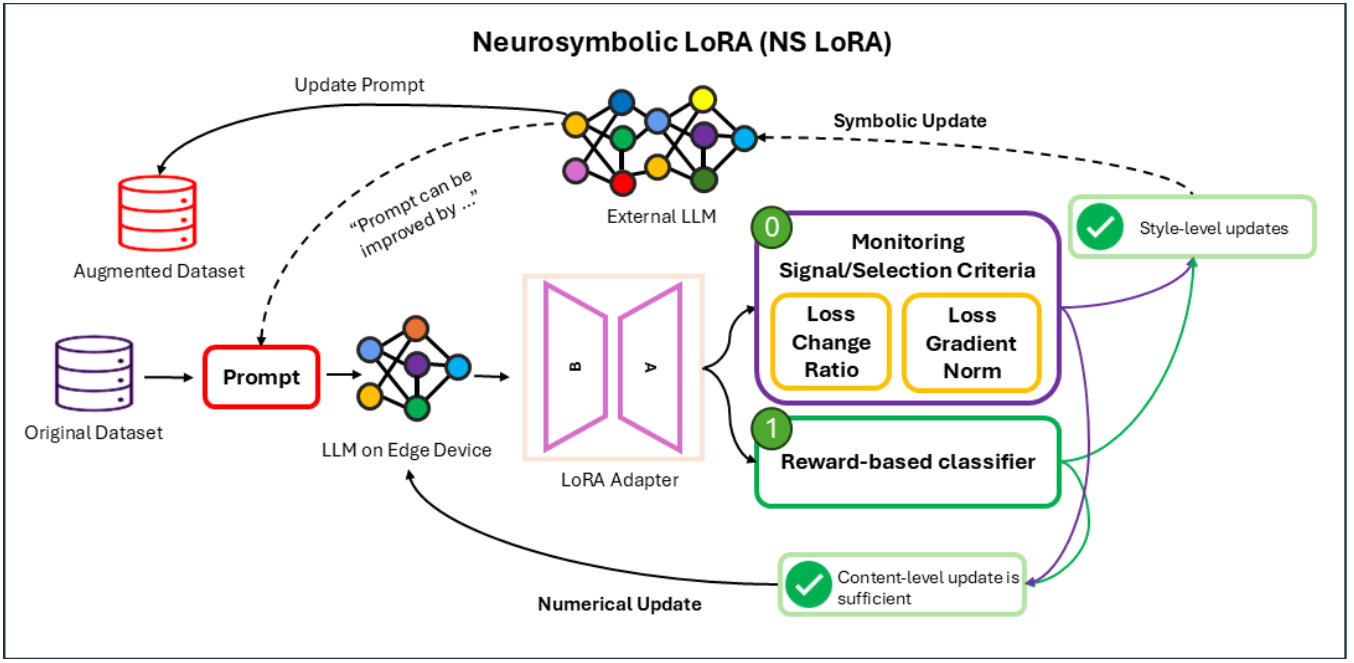 Neurosymbolic LoRA (NS LoRA)
Update Prompt
Symbolic Update
"Prompt can be
improved by ..."
External LLM
Augmented Dataset
0
Monitoring
Signal/Selection Criteria
Loss
Change
Ratio
Loss
Gradient
Norm
Style-level updates
Original Dataset
Prompt
LLM on Edge Device
B
A
LoRA Adapter
1
Reward-based classifier
Numerical Update
Content-level update is
sufficient